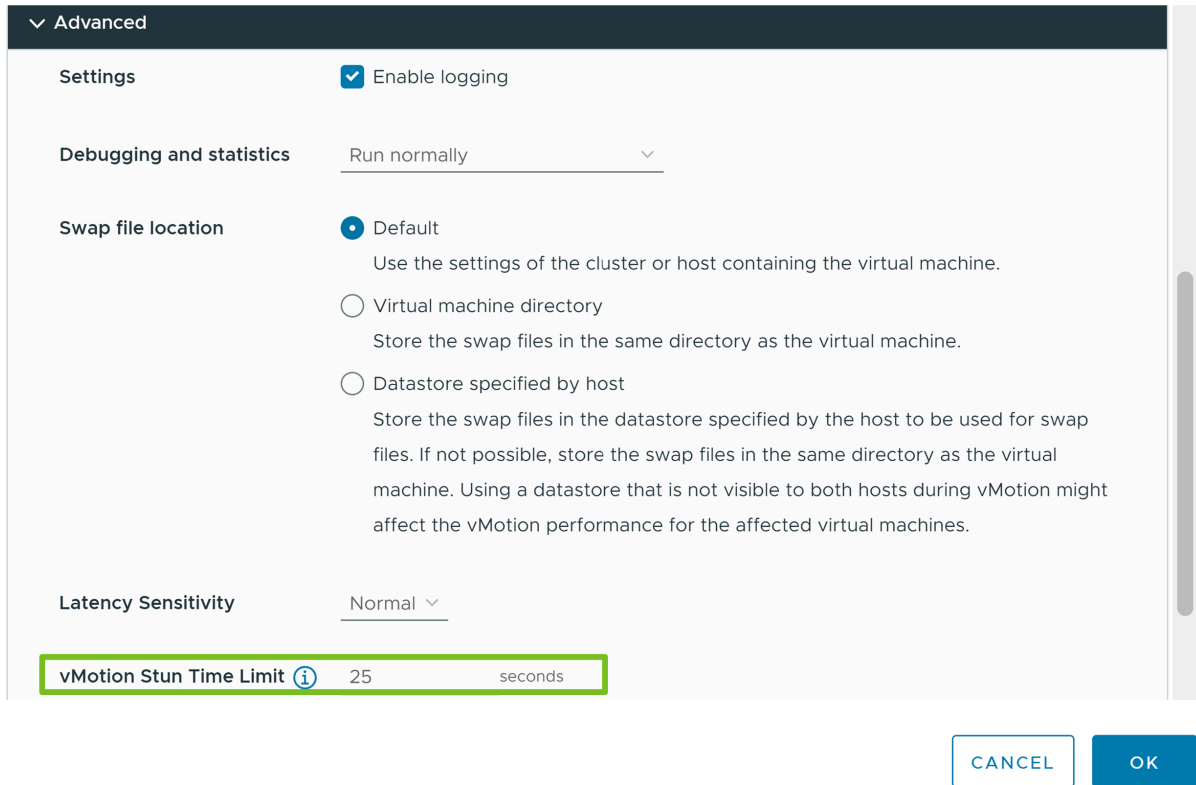 Advanced
Settings Enable logging
Debugging and statistics Run normally
Swap file location Default
Use the settings of the cluster or host containing the virtual machine.
Virtual machine directory
Store the swap files in the same directory as the virtual machine.
Datastore specified by host
Store the swap files in the datastore specified by the host to be used for swap
files. If not possible, store the swap files in the same directory as the virtual
machine. Using a datastore that is not visible to both hosts during vMotion might
affect the vMotion performance for the affected virtual machines.
Latency Sensitivity Normal
vMotion Stun Time Limit i 25 seconds
CANCEL OK